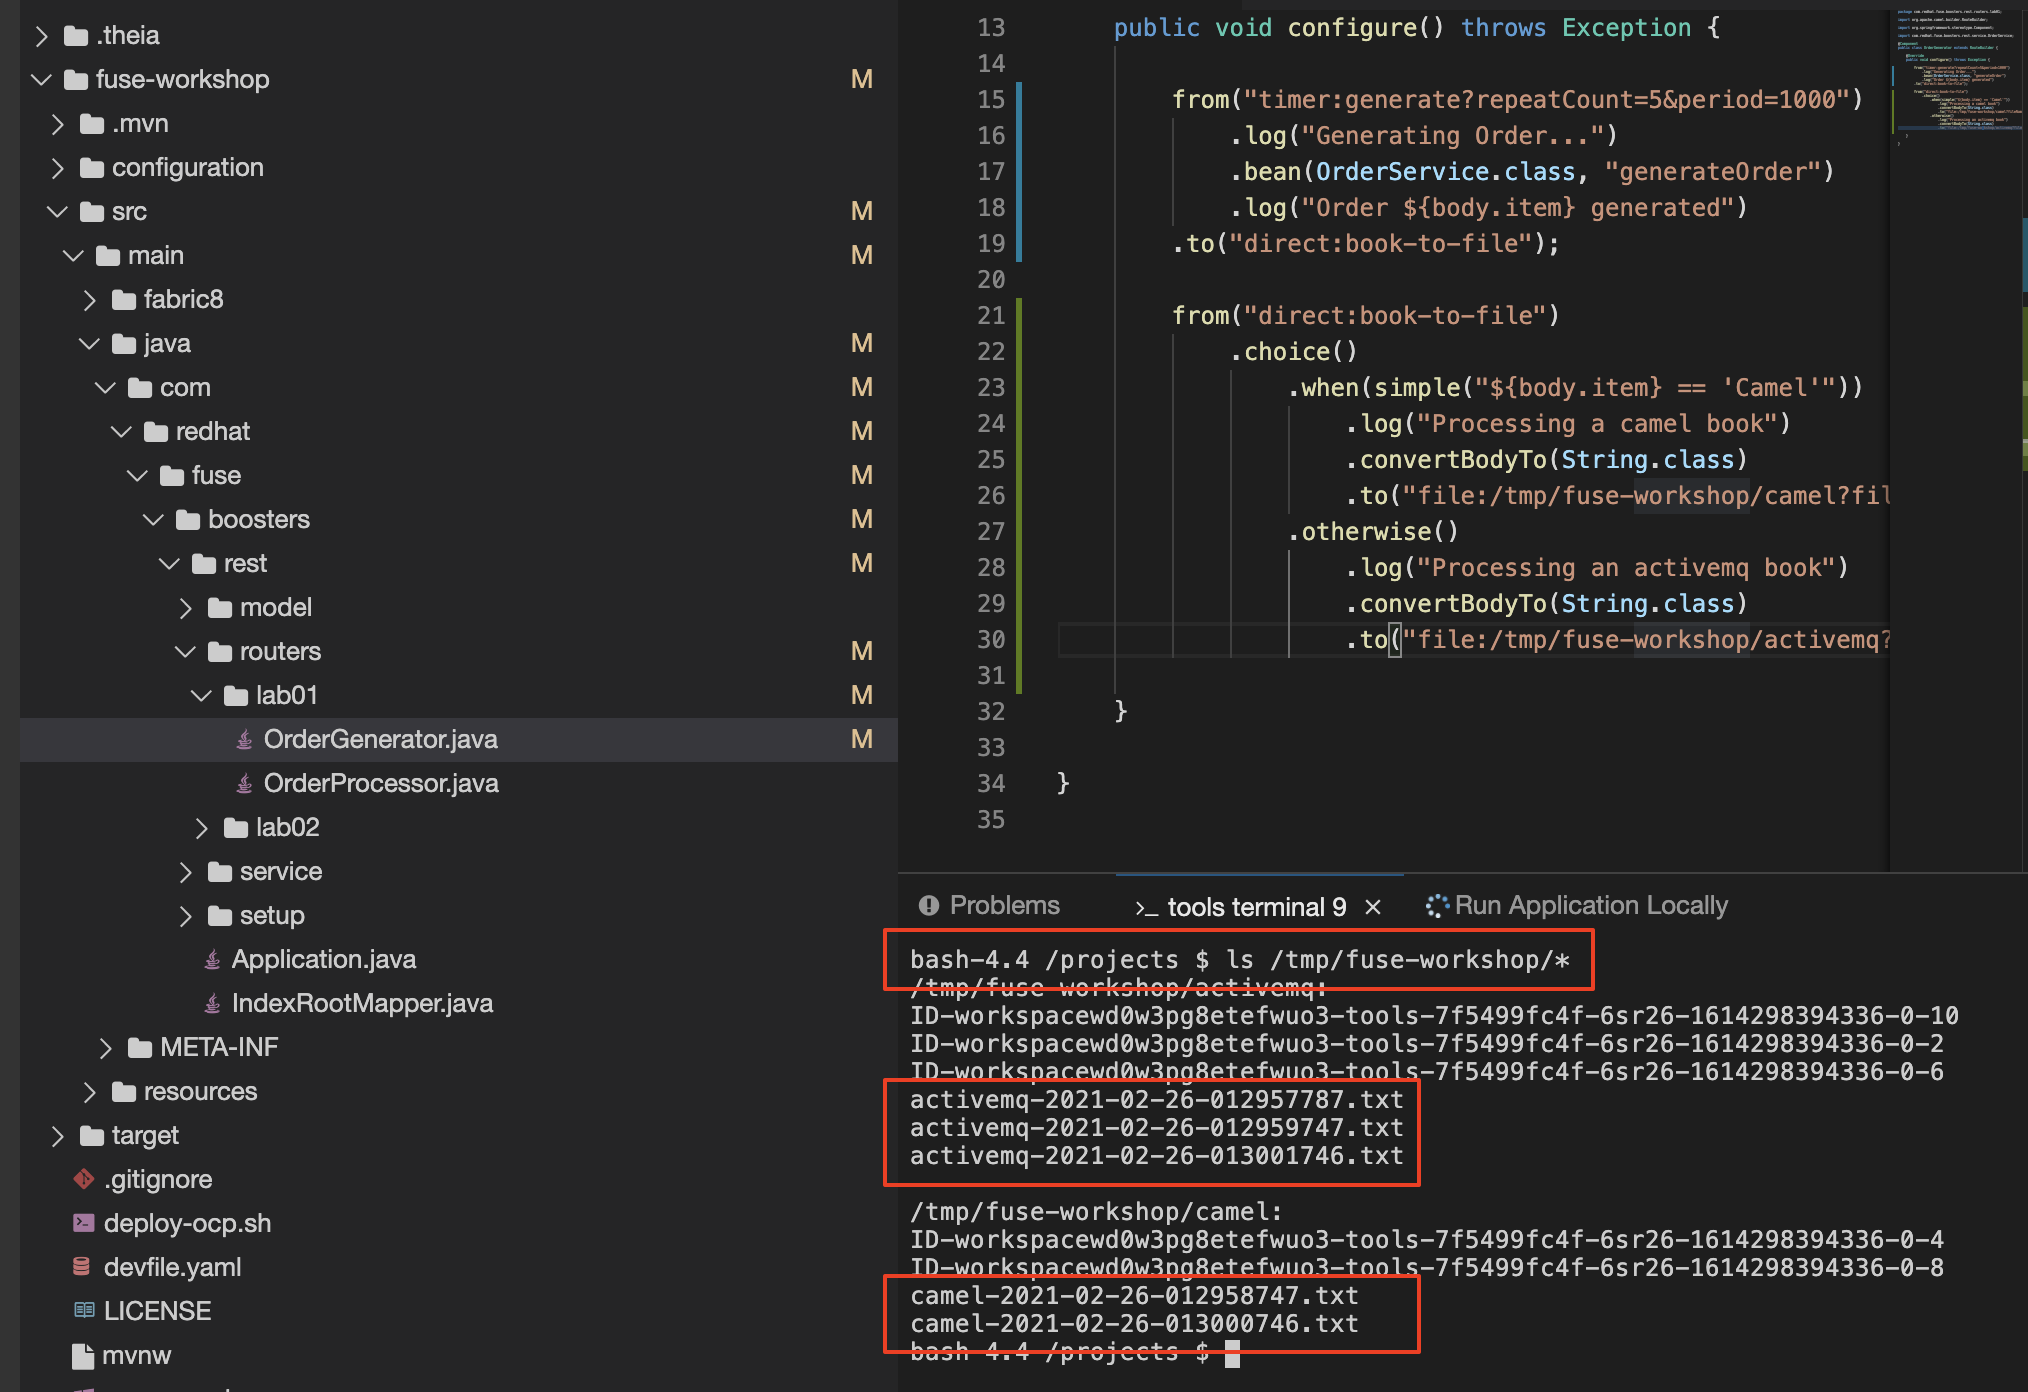 .theia
fuse-workshop M
.mvn
configuration
src M
main M
fabric8
java M
com M
redhat M
fuse M
boosters M
rest M
model
routers M
lab01 M
OrderGenerator.java M
OrderProcessor.java
lab02
service
setup
Application.java
IndexRootMapper.java
META-INF
resources
target
.gitignore
deploy-ocp.sh
devfile.yaml
LICENSE
mvnw
13 public void configure() throws Exception {
14
15 from("timer:generate?repeatCount=5&period=1000")
16 .log("Generating Order...")
17 .bean(OrderService.class, "generateOrder")
18 .log("Order ${body.item} generated")
19 .to("direct:book-to-file");
20
21 from("direct:book-to-file")
22 .choice()
23 .when(simple("${body.item} == 'Camel'"))
24 .log("Processing a camel book")
25 .convertBodyTo(String.class)
26 .to("file:/tmp/fuse-workshop/camel?fil
27 .otherwise()
28 .log("Processing an activemq book")
29 .convertBodyTo(String.class)
30 .to("file:/tmp/fuse-workshop/activemq?
31
32 }
33
34 }
35
Problems
>_ tools terminal 9 ×
Run Application Locally
bash-4.4 /projects $ ls /tmp/fuse-workshop/*
/tmp/fuse-workshop/activemq:
ID-workspacewd0w3pg8etefwuo3-tools-7f5499fc4f-6sr26-1614298394336-0-10
ID-workspacewd0w3pg8etefwuo3-tools-7f5499fc4f-6sr26-1614298394336-0-2
ID-workspacewd0w3pg8etefwuo3-tools-7f5499fc4f-6sr26-1614298394336-0-6
activemq-2021-02-26-012957787.txt
activemq-2021-02-26-012959747.txt
activemq-2021-02-26-013001746.txt
/tmp/fuse-workshop/camel:
ID-workspacewd0w3pg8etefwuo3-tools-7f5499fc4f-6sr26-1614298394336-0-4
ID-workspacewd0w3pg8etefwuo3-tools-7f5499fc4f-6sr26-1614298394336-0-8
camel-2021-02-26-012958747.txt
camel-2021-02-26-013000746.txt
bash-4.4 /projects $